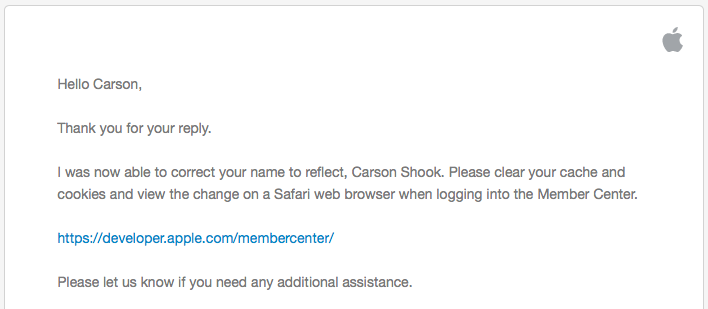 Hello Carson,
Thank you for your reply.
I was now able to correct your name to reflect, Carson Shook. Please clear your cache and
cookies and view the change on a Safari web browser when logging into the Member Center.
https://developer.apple.com/membercenter/
Please let us know if you need any additional assistance.